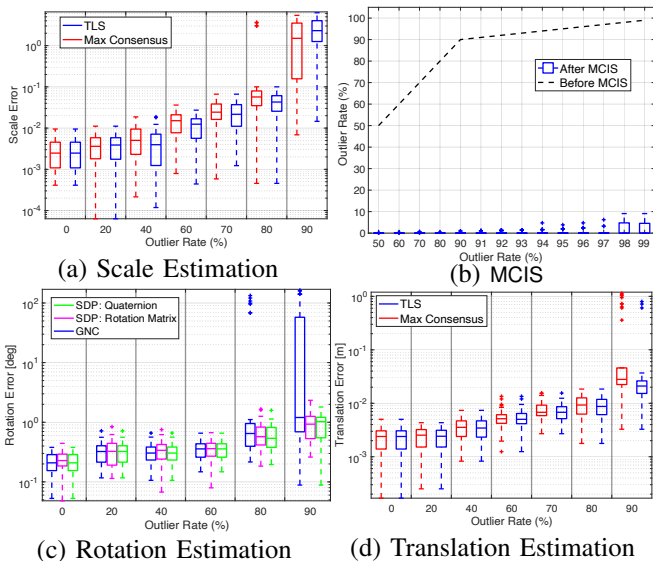 TLS
Max Consensus
Scale Error
10^0
10^-1
10^-2
10^-3
10^-4
0 20 40 60 70 80 90
Outlier Rate (%)
(a) Scale Estimation
After MCIS
Before MCIS
Outlier Rate (%)
100
90
80
70
60
50
40
30
20
10
0
50 60 70 80 90 91 92 93 94 95 96 97 98 99
Outlier Rate (%)
(b) MCIS
SDP: Quaternion
SDP: Rotation Matrix
GNC
Rotation Error [deg]
10^2
10^1
10^0
10^-1
0 20 40 60 80 90
Outlier Rate (%)
(c) Rotation Estimation
TLS
Max Consensus
Translation Error [m]
10^0
10^-1
10^-2
10^-3
0 20 40 60 70 80 90
Outlier Rate (%)
(d) Translation Estimation